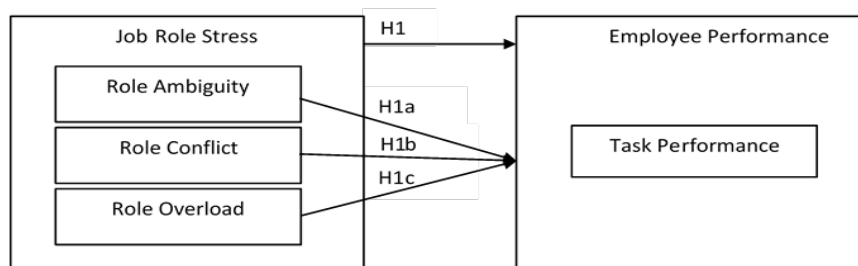 Job Role Stress
H1
Employee Performance
Role Ambiguity
H1a
Role Conflict
H1b
Task Performance
H1c
Role Overload